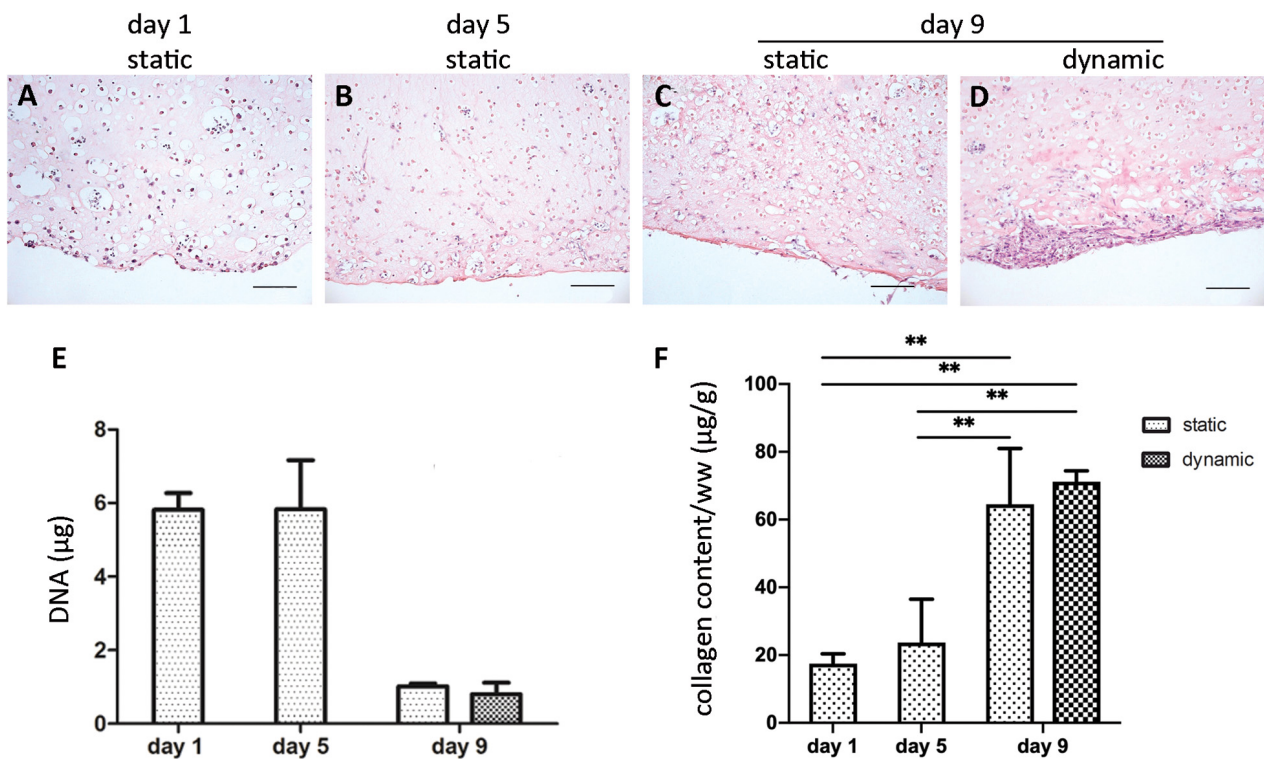 day 1
static
day 5
static
day 9
static
dynamic
A
B
C
D
E
DNA (µg)
8
6
4
2
0
day 1
day 5
day 9
F
collagen content/ww (µg/g)
100
80
60
40
20
0
**
**
**
**
day 1
day 5
day 9
static
dynamic